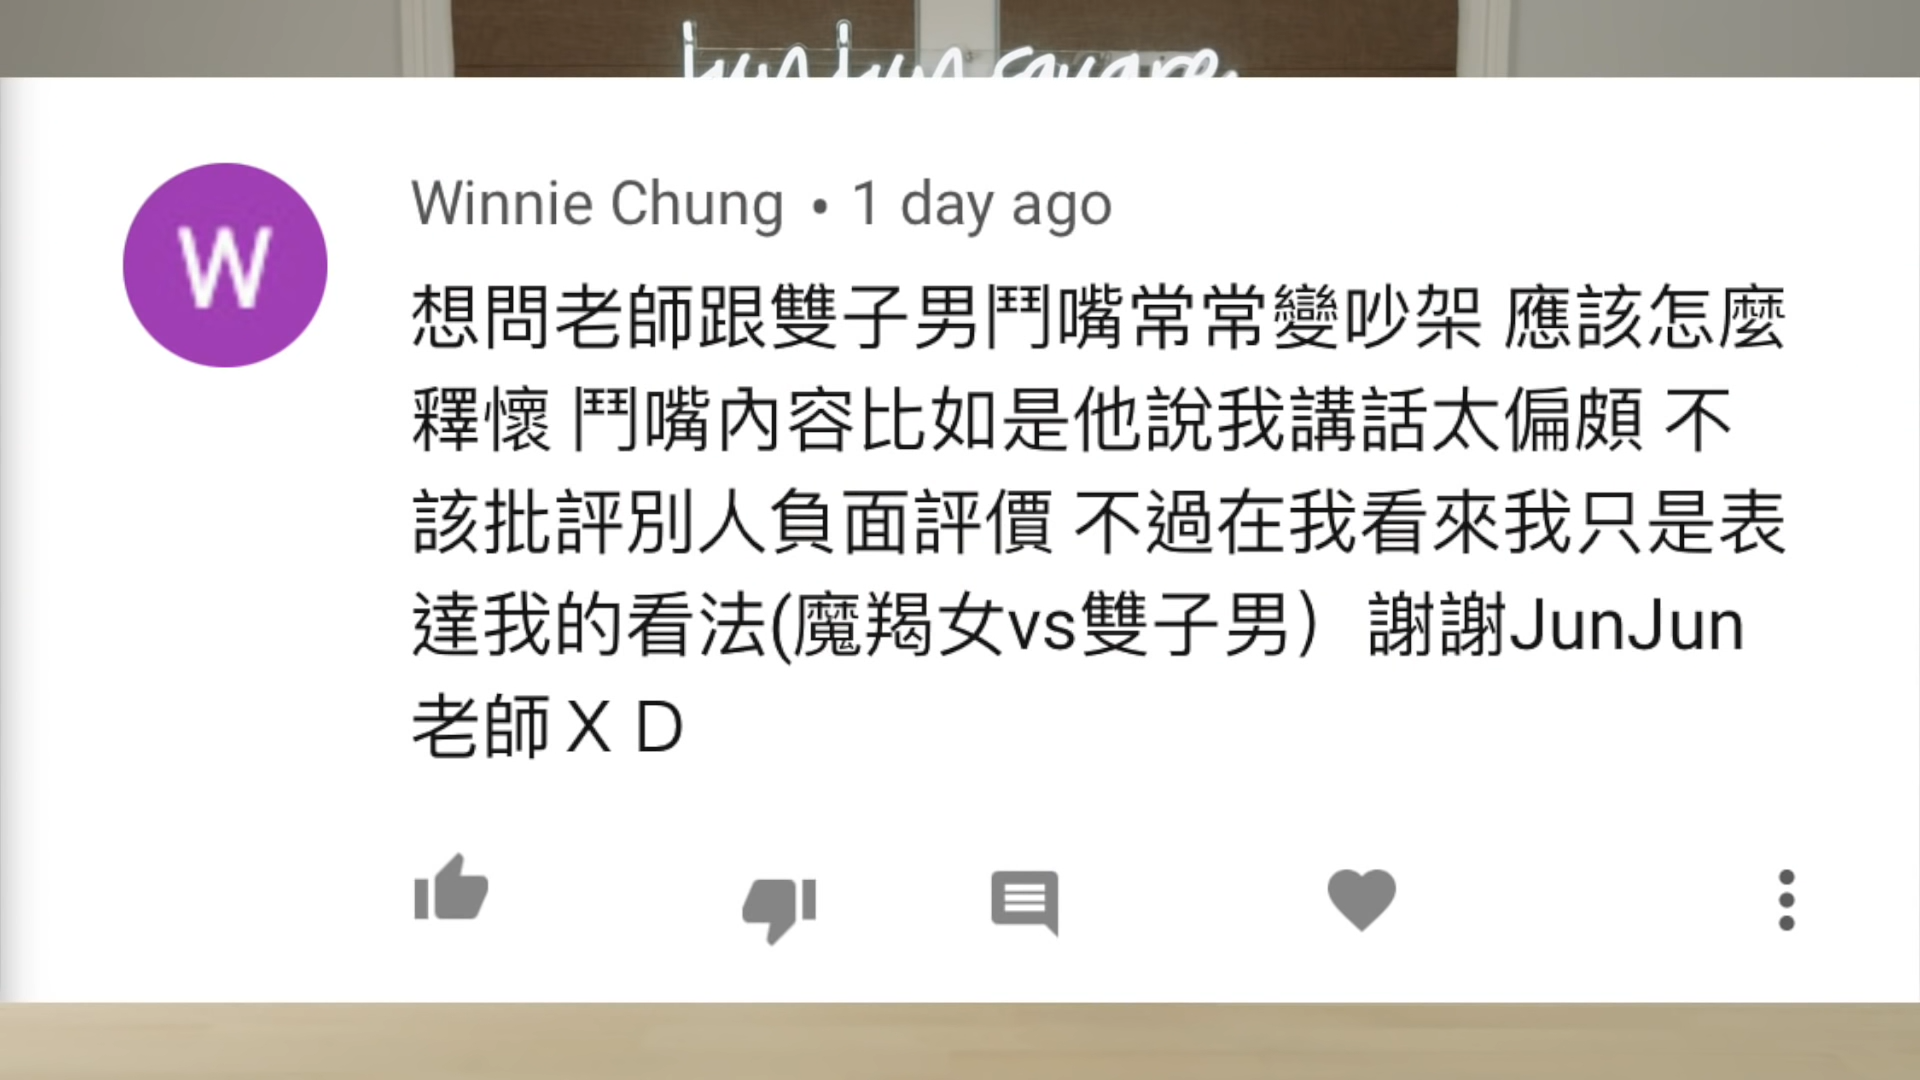 junjun square
W
Winnie Chung • 1 day ago
想問老師跟雙子男鬥嘴常常變吵架 應該怎麼
釋懷 鬥嘴內容比如是他說我講話太偏頗 不
該批評別人負面評價 不過在我看來我只是表
達我的看法(魔羯女vs雙子男）謝謝JunJun
老師ＸＤ